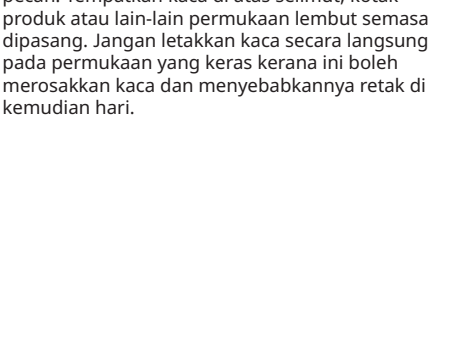 pecah. Tempatkan kaca di atas selimut, kotak
produk atau lain-lain permukaan lembut semasa
dipasang. Jangan letakkan kaca secara langsung
pada permukaan yang keras kerana ini boleh
merosakkan kaca dan menyebabkannya retak di
kemudian hari.